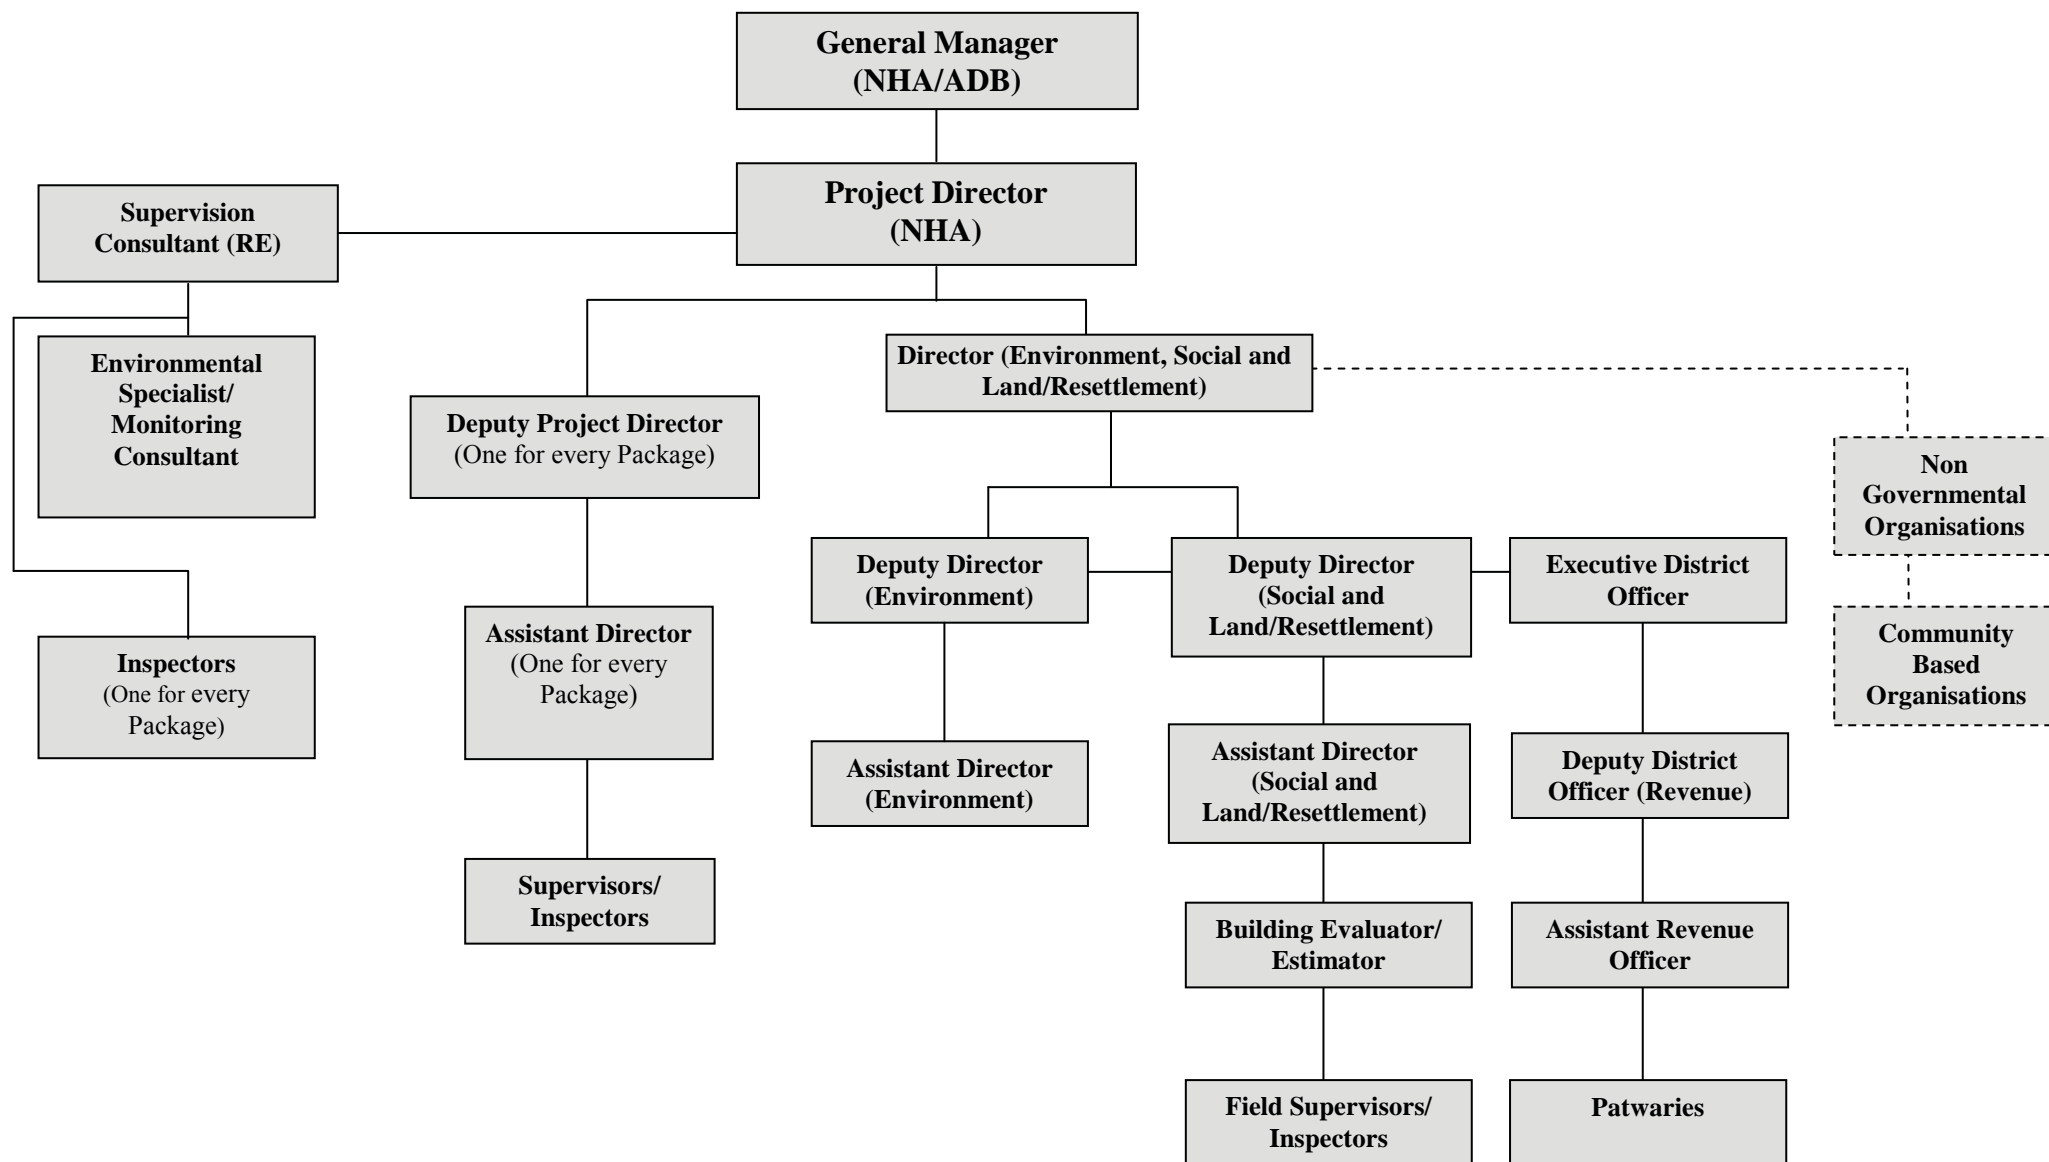 General Manager
(NHA/ADB)
Project Director
(NHA)
Supervision
Consultant (RE)
Environmental
Specialist/
Monitoring
Consultant
Inspectors
(One for every
Package)
Deputy Project Director
(One for every Package)
Assistant Director
(One for every
Package)
Supervisors/
Inspectors
Director (Environment, Social and
Land/Resettlement)
Deputy Director
(Environment)
Assistant Director
(Environment)
Deputy Director
(Social and
Land/Resettlement)
Assistant Director
(Social and
Land/Resettlement)
Building Evaluator/
Estimator
Field Supervisors/
Inspectors
Executive District
Officer
Deputy District
Officer (Revenue)
Assistant Revenue
Officer
Patwaries
Non
Governmental
Organisations
Community
Based
Organisations